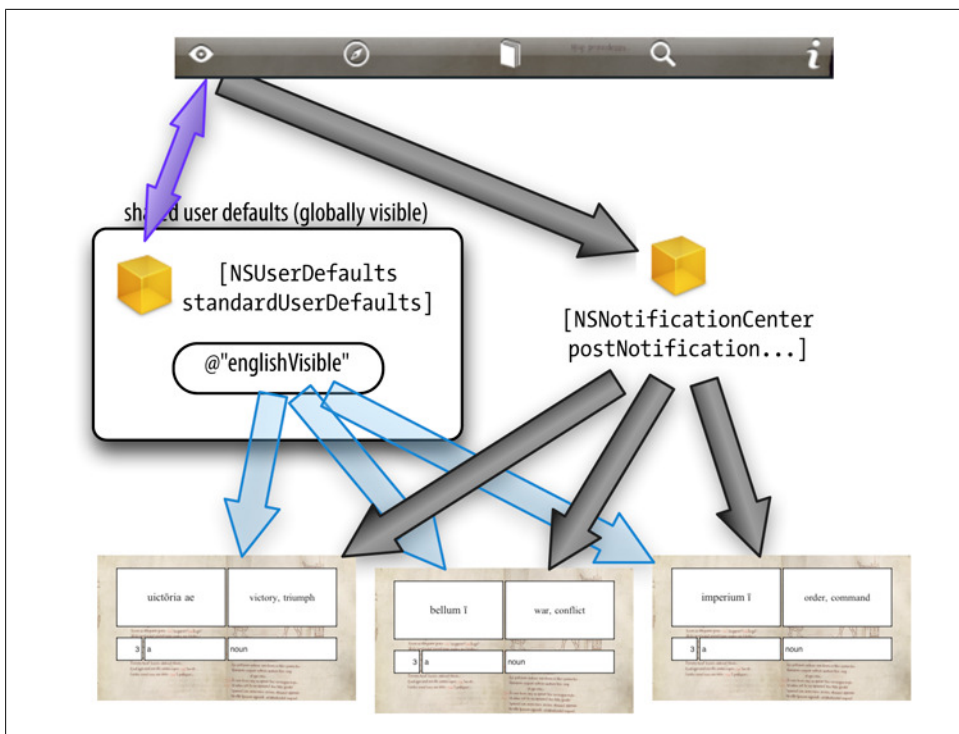 shared user defaults (globally visible)
[NSUserDefaults
standardUserDefaults]
@"englishVisible"
[NSNotificationCenter
postNotification...]
uictōria ae
victory, triumph
3 a
noun
bellum ī
war, conflict
3 a
noun
imperium ī
order, command
3 a
noun